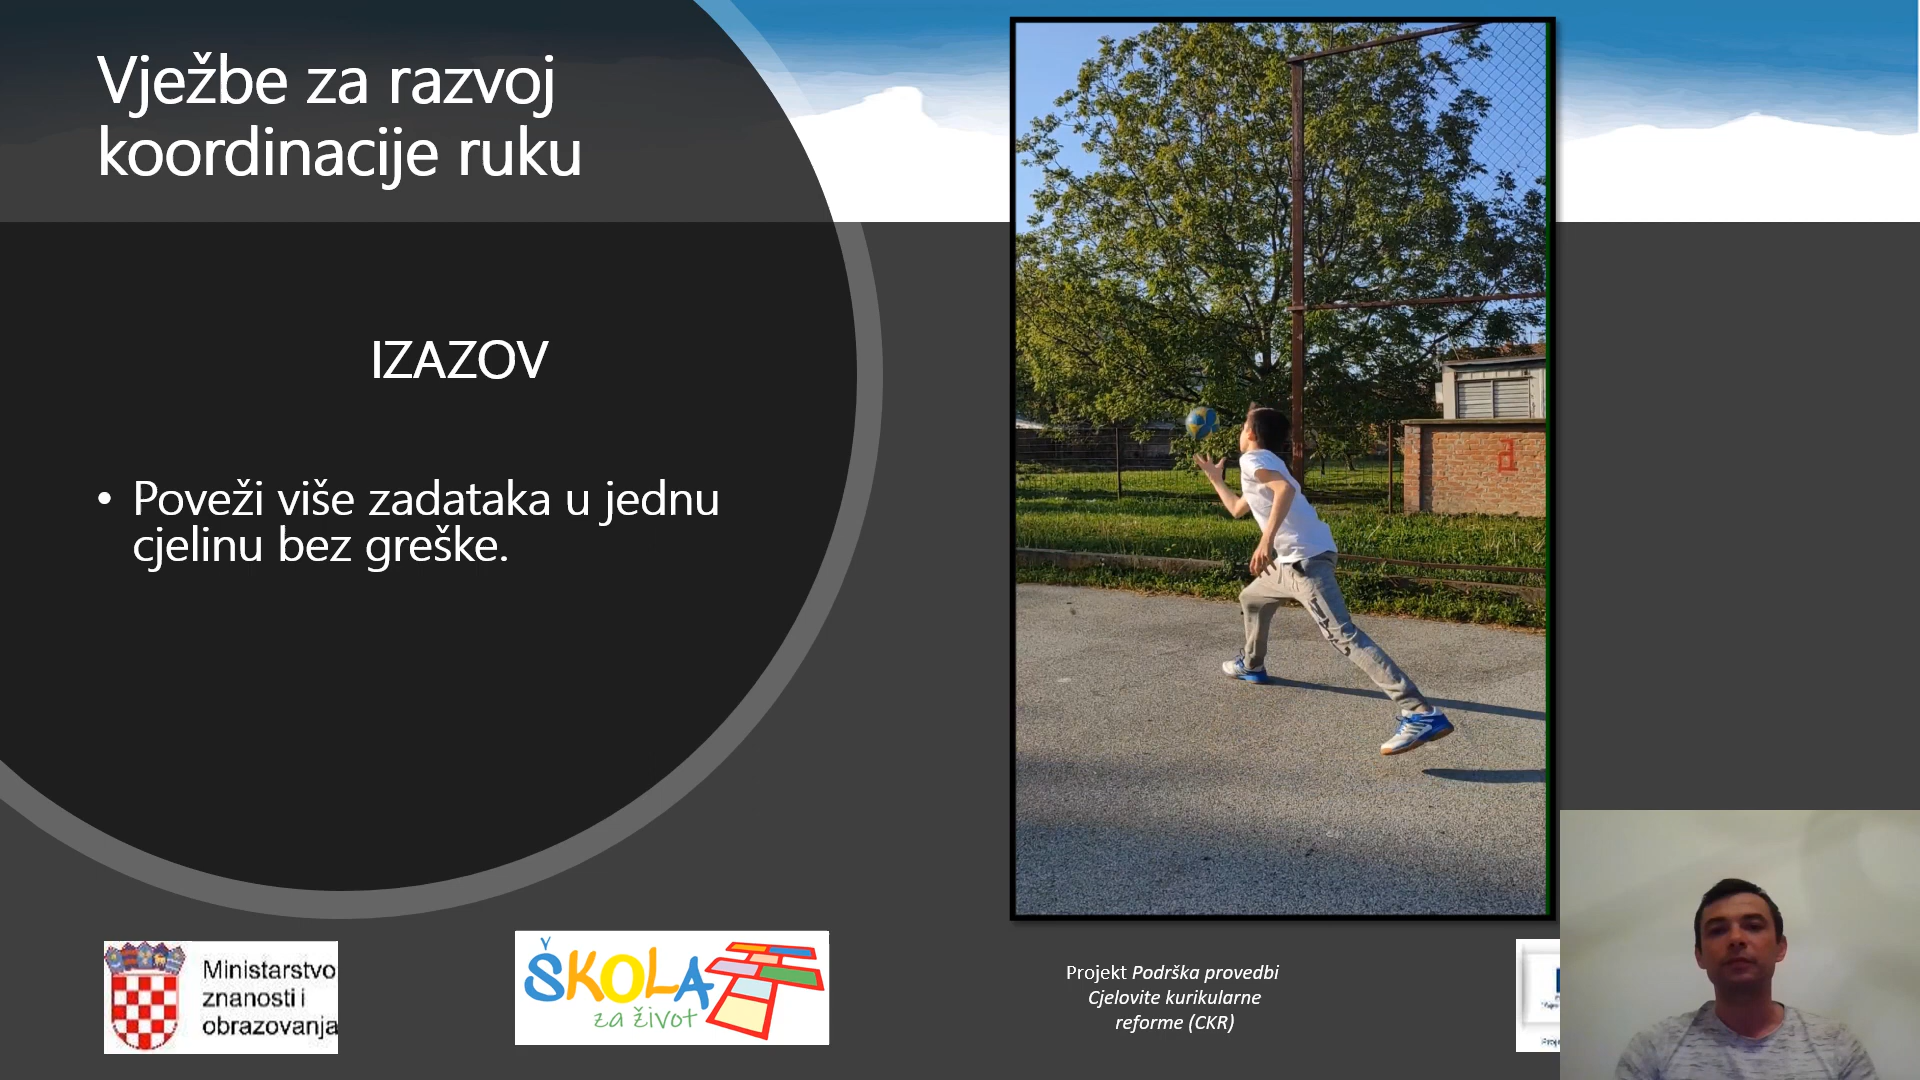 Vježbe za razvoj
koordinacije ruku
IZAZOV
• Poveži više zadataka u jednu
cjelinu bez greške.
Ministarstvo
znanosti i
obrazovanja
ŠKOLA
za život
Projekt Podrška provedbi
Cjelovite kurikularne
reforme (CKR)